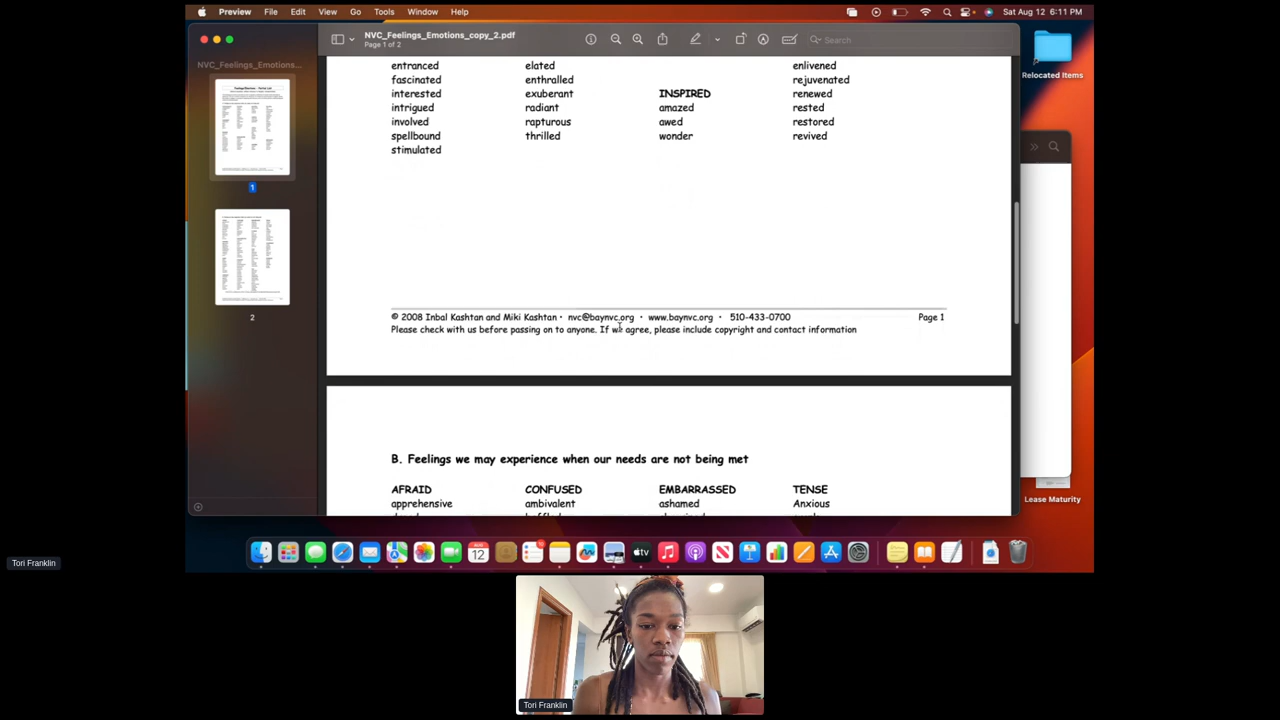 Preview File Edit View Go Tools Window Help
Sat Aug 12 6:11 PM
NVC_Feelings_Emotions_copy_2.pdf
Page 1 of 2
Search
NVC_Feelings_Emotions...
1
2
entranced elated enlivened
fascinated enthralled rejuvenated
interested exuberant INSPIRED renewed
intrigued radiant amazed rested
involved rapturous awed restored
spellbound thrilled wonder revived
stimulated
© 2008 Inbal Kashtan and Miki Kashtan • nvc@baynvc.org • www.baynvc.org • 510-433-0700 Page 1
Please check with us before passing on to anyone. If we agree, please include copyright and contact information
B. Feelings we may experience when our needs are not being met
AFRAID CONFUSED EMBARRASSED TENSE
apprehensive ambivalent ashamed Anxious
Relocated Items
Lease Maturity
AUG
12
tv
Tori Franklin
Tori Franklin